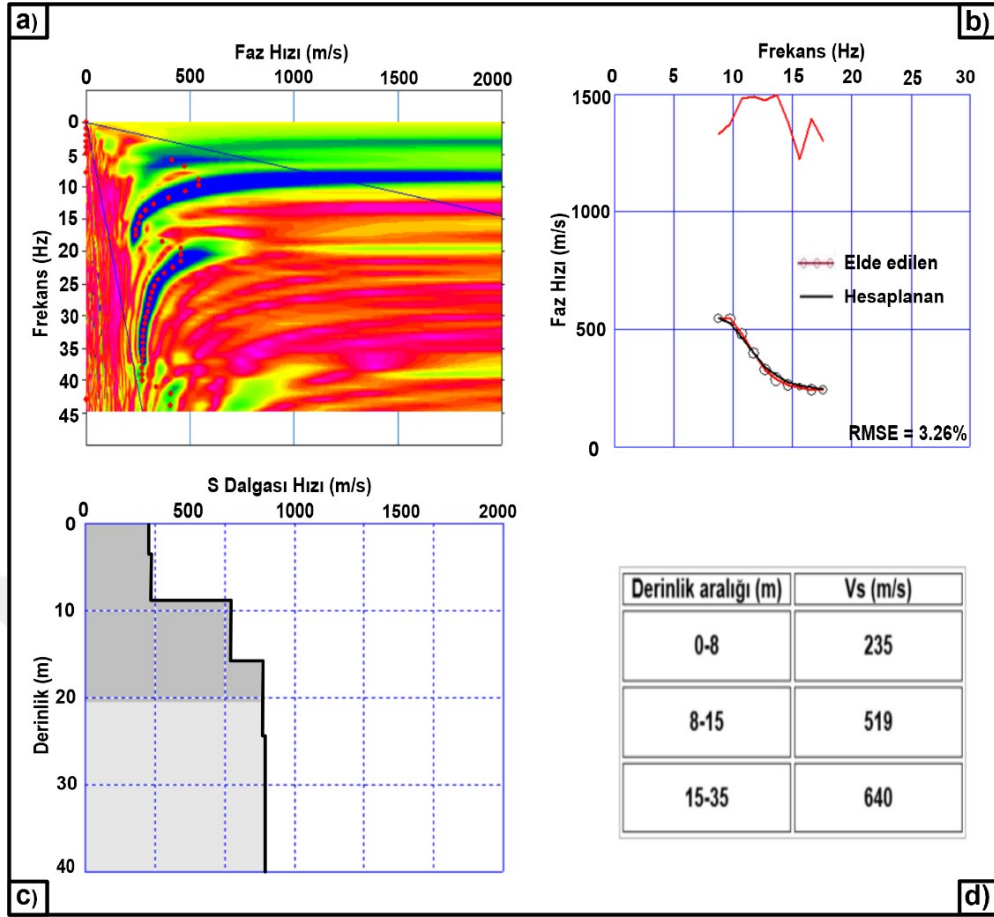 a)
Faz Hızı (m/s)
0 500 1000 1500 2000
Frekans (Hz)
0
5
10
15
20
25
30
35
40
45
b)
Frekans (Hz)
0 5 10 15 20 25 30
Faz Hızı (m/s)
1500
1000
500
0
Elde edilen
Hesaplanan
RMSE = 3.26%
c)
S Dalgası Hızı (m/s)
0 500 1000 1500 2000
Derinlik (m)
0
10
20
30
40
d)
Derinlik aralığı (m) Vs (m/s)
0-8 235
8-15 519
15-35 640